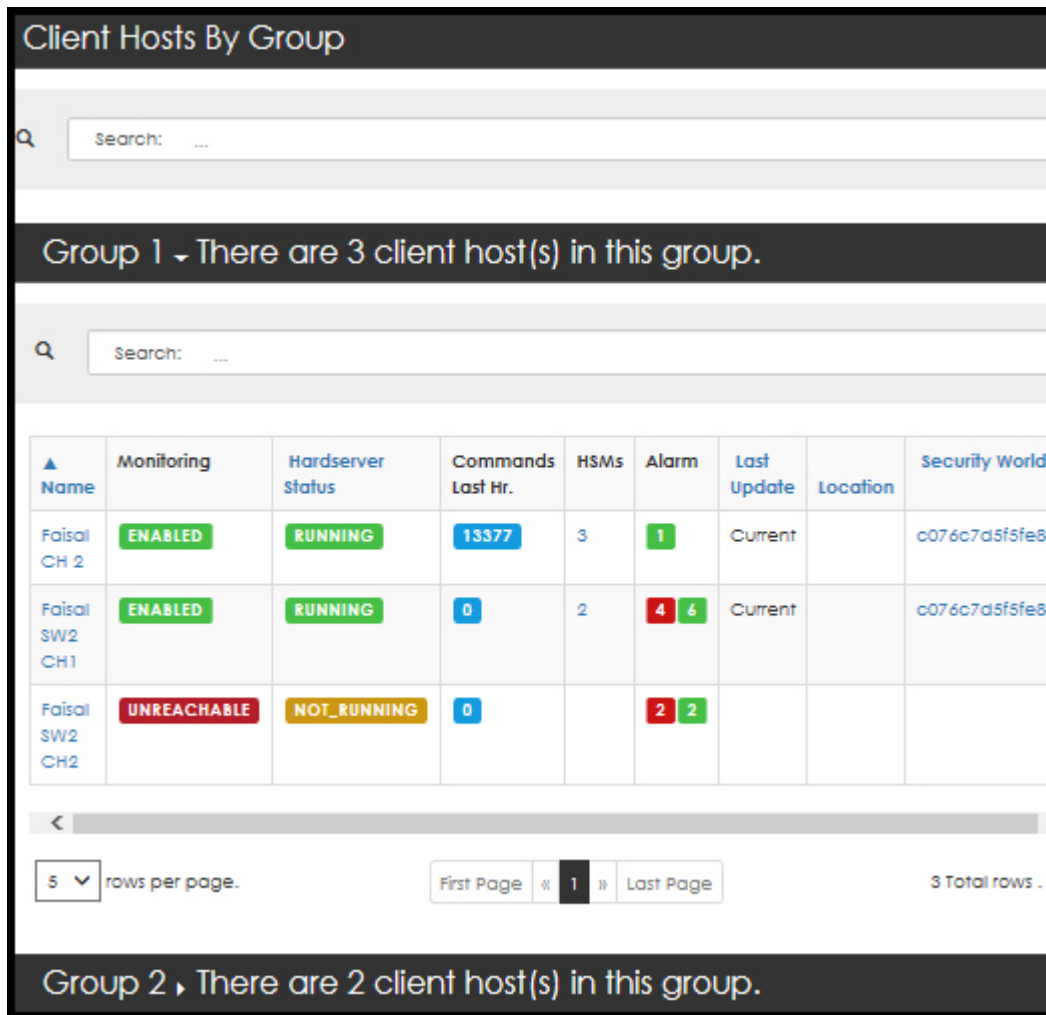 Client Hosts By Group
Search: ...
Group 1 There are 3 client host(s) in this group.
Search: ...
▲ Monitoring Hardserver Commands HSMs Alarm Last Security World
Name Status Last Hr. Update Location
Faisal ENABLED RUNNING 13377 3 1 Current c076c7d5f5fe8
CH 2
Faisal ENABLED RUNNING 0 2 4 6 Current c076c7d5f5fe8
SW2
CH1
Faisal UNREACHABLE NOT_RUNNING 0 2 2
SW2
CH2
5 rows per page. First Page « 1 » Last Page 3 Total rows .
Group 2 There are 2 client host(s) in this group.